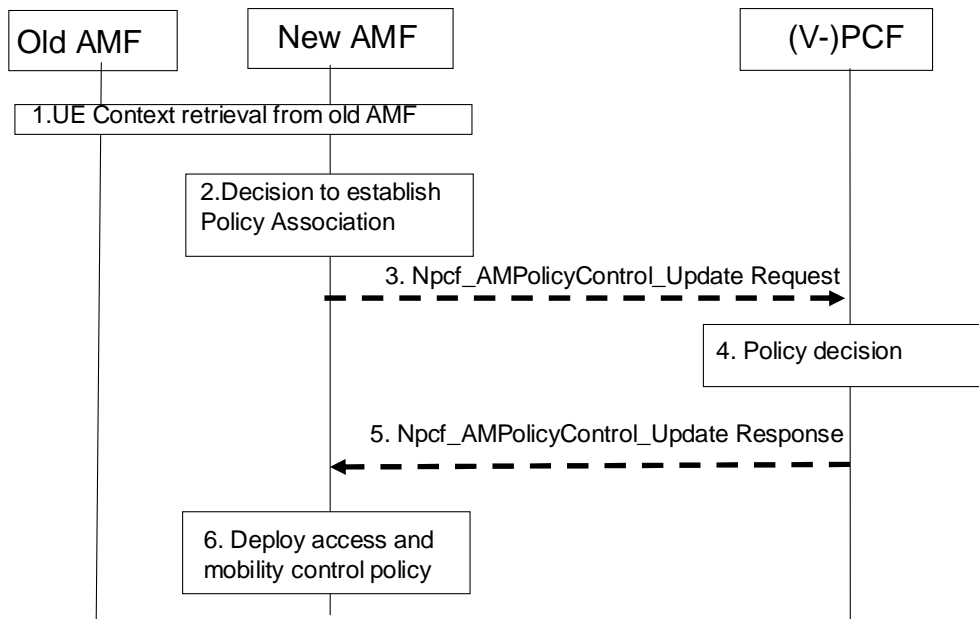 Old AMF
New AMF
(V-)PCF
1.UE Context retrieval from old AMF
2.Decision to establish
Policy Association
3. Npcf_AMPolicyControl_Update Request
4. Policy decision
5. Npcf_AMPolicyControl_Update Response
6. Deploy access and
mobility control policy